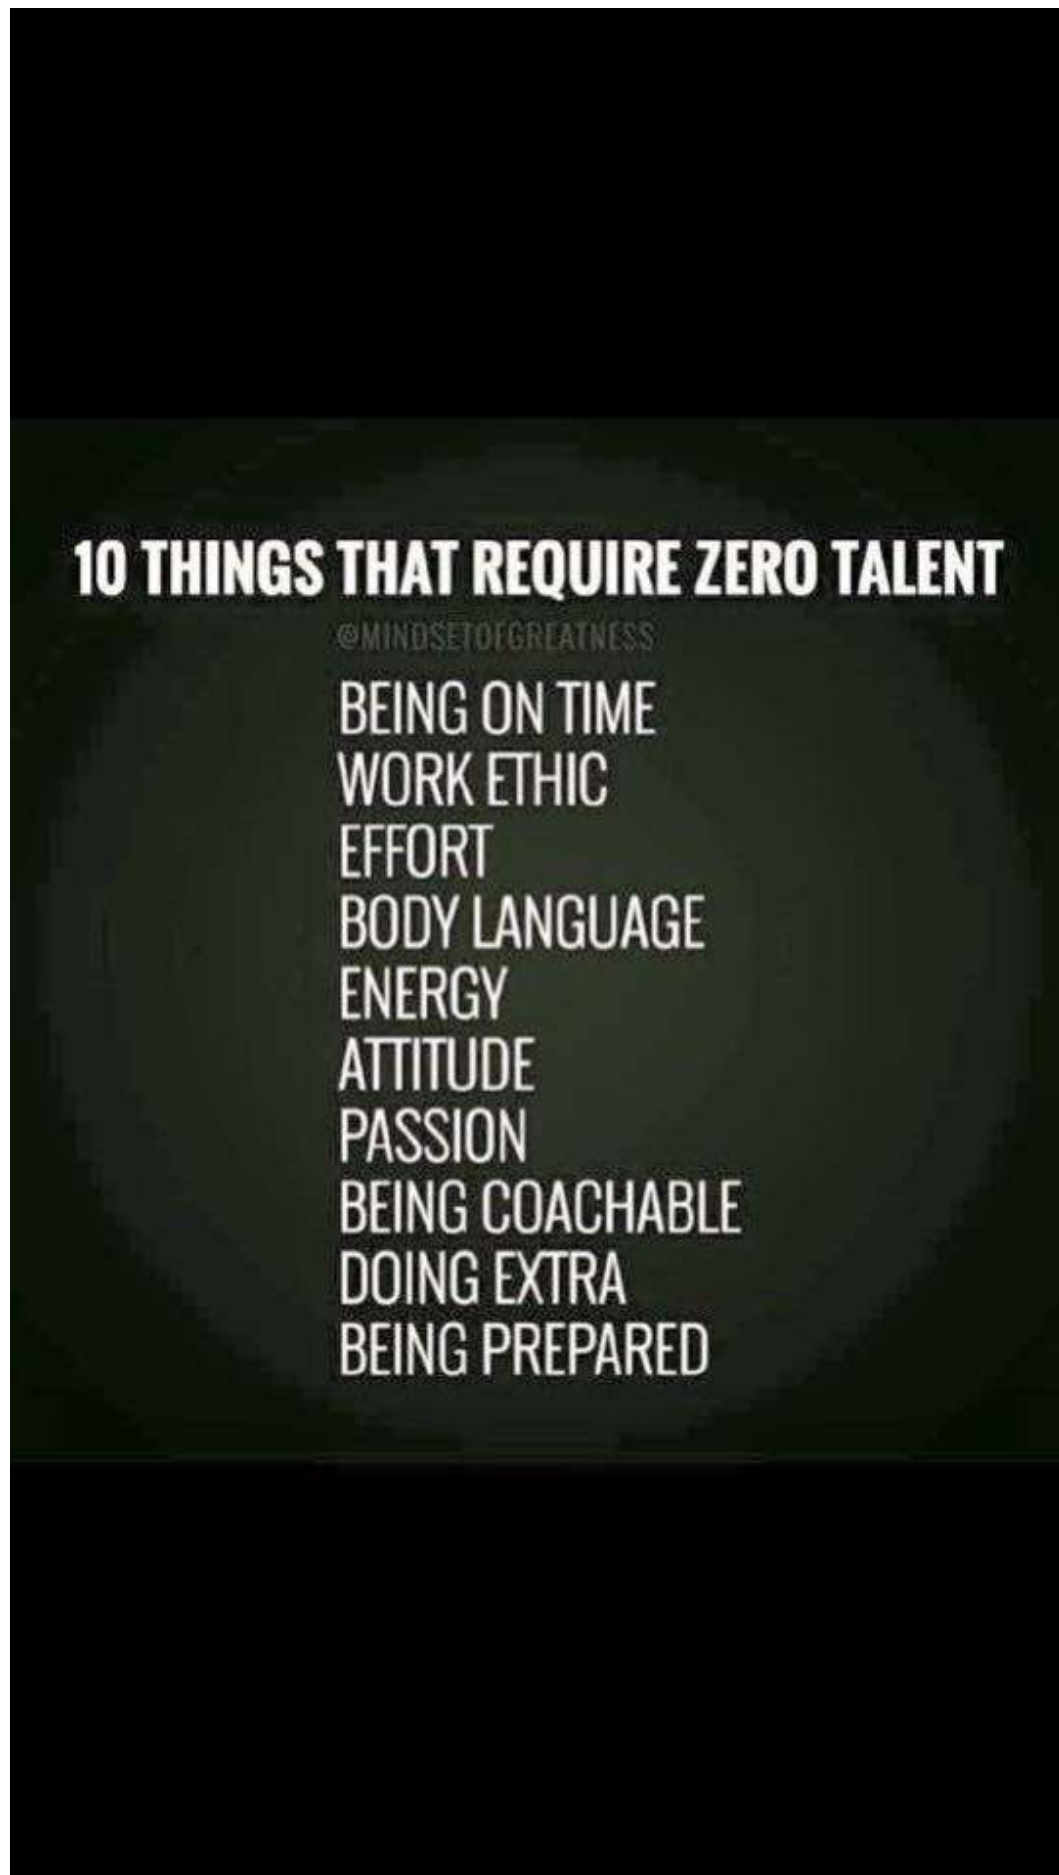 10 THINGS THAT REQUIRE ZERO TALENT
@MINDSETOFGREATNESS
BEING ON TIME
WORK ETHIC
EFFORT
BODY LANGUAGE
ENERGY
ATTITUDE
PASSION
BEING COACHABLE
DOING EXTRA
BEING PREPARED